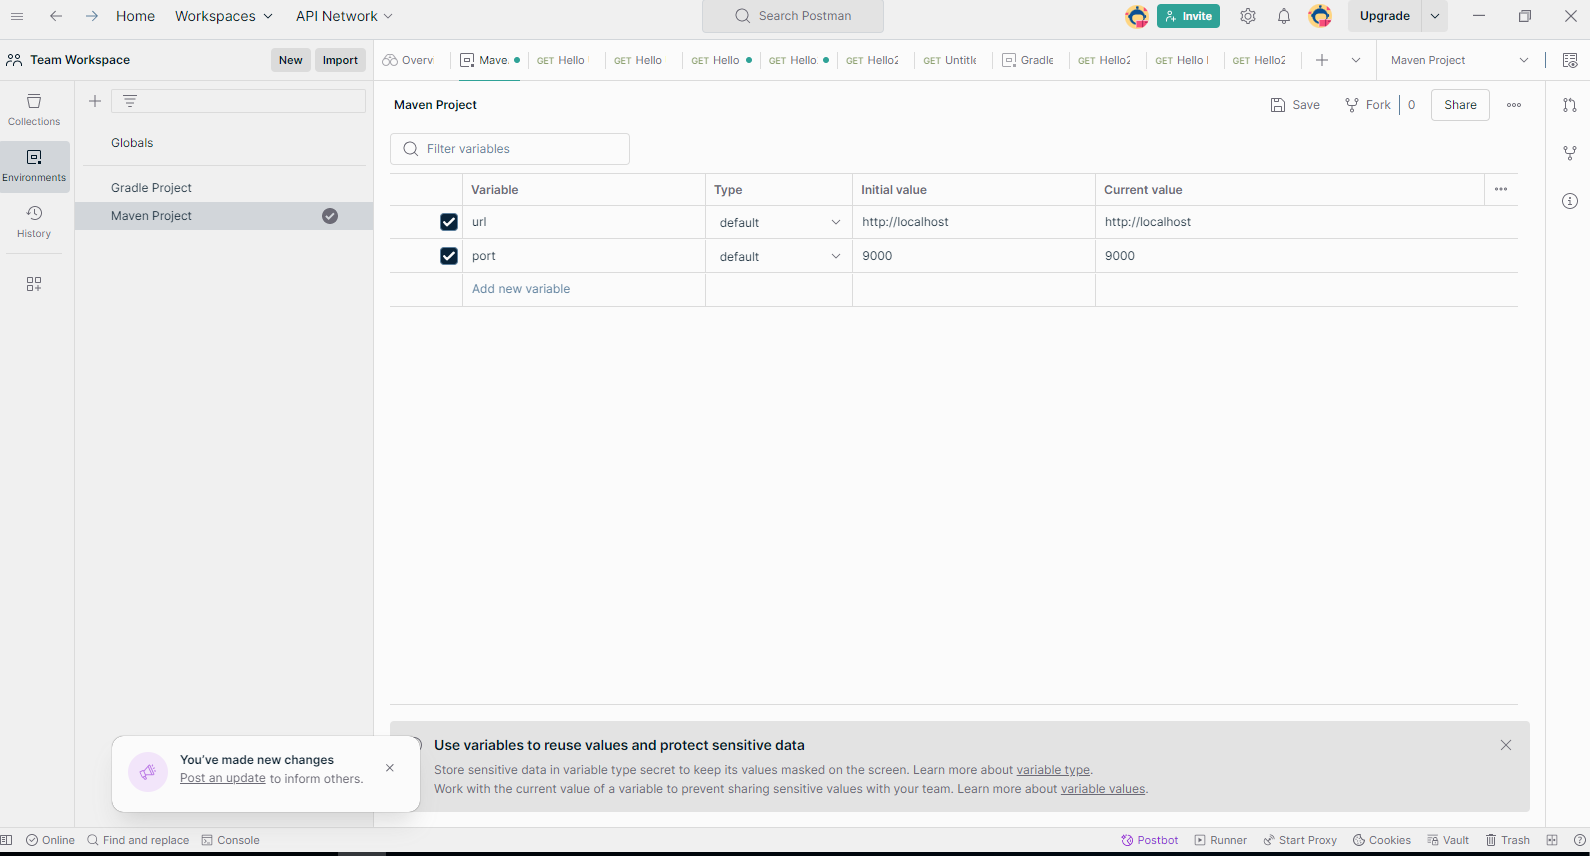 Home Workspaces API Network Search Postman Invite Upgrade
Team Workspace New Import Overv Mave. GET Hello GET Hello GET Hello GET Hello. GET Hello2 GET Untitle Gradle GET Hello2 GET Hello GET Hello2 Maven Project
Collections
Environments
History
Globals
Gradle Project
Maven Project
Maven Project Save Fork 0 Share
Filter variables
Variable Type Initial value Current value
url default http://localhost http://localhost
port default 9000 9000
Add new variable
Use variables to reuse values and protect sensitive data
Store sensitive data in variable type secret to keep its values masked on the screen. Learn more about variable type.
Work with the current value of a variable to prevent sharing sensitive values with your team. Learn more about variable values.
You've made new changes
Post an update to inform others.
Online Find and replace Console Postbot Runner Start Proxy Cookies Vault Trash